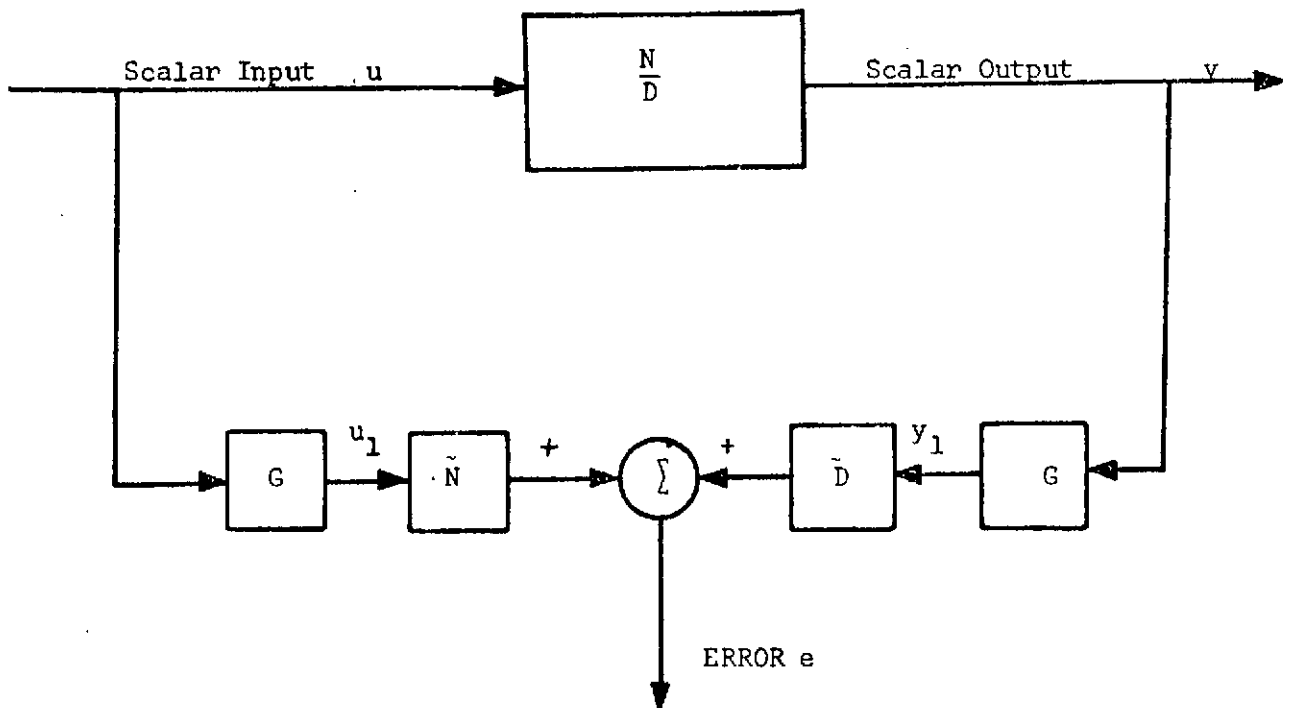 Scalar Input u
N
D
Scalar Output y
G
u1
Ñ
+
Σ
+
D̃
y1
G
ERROR e